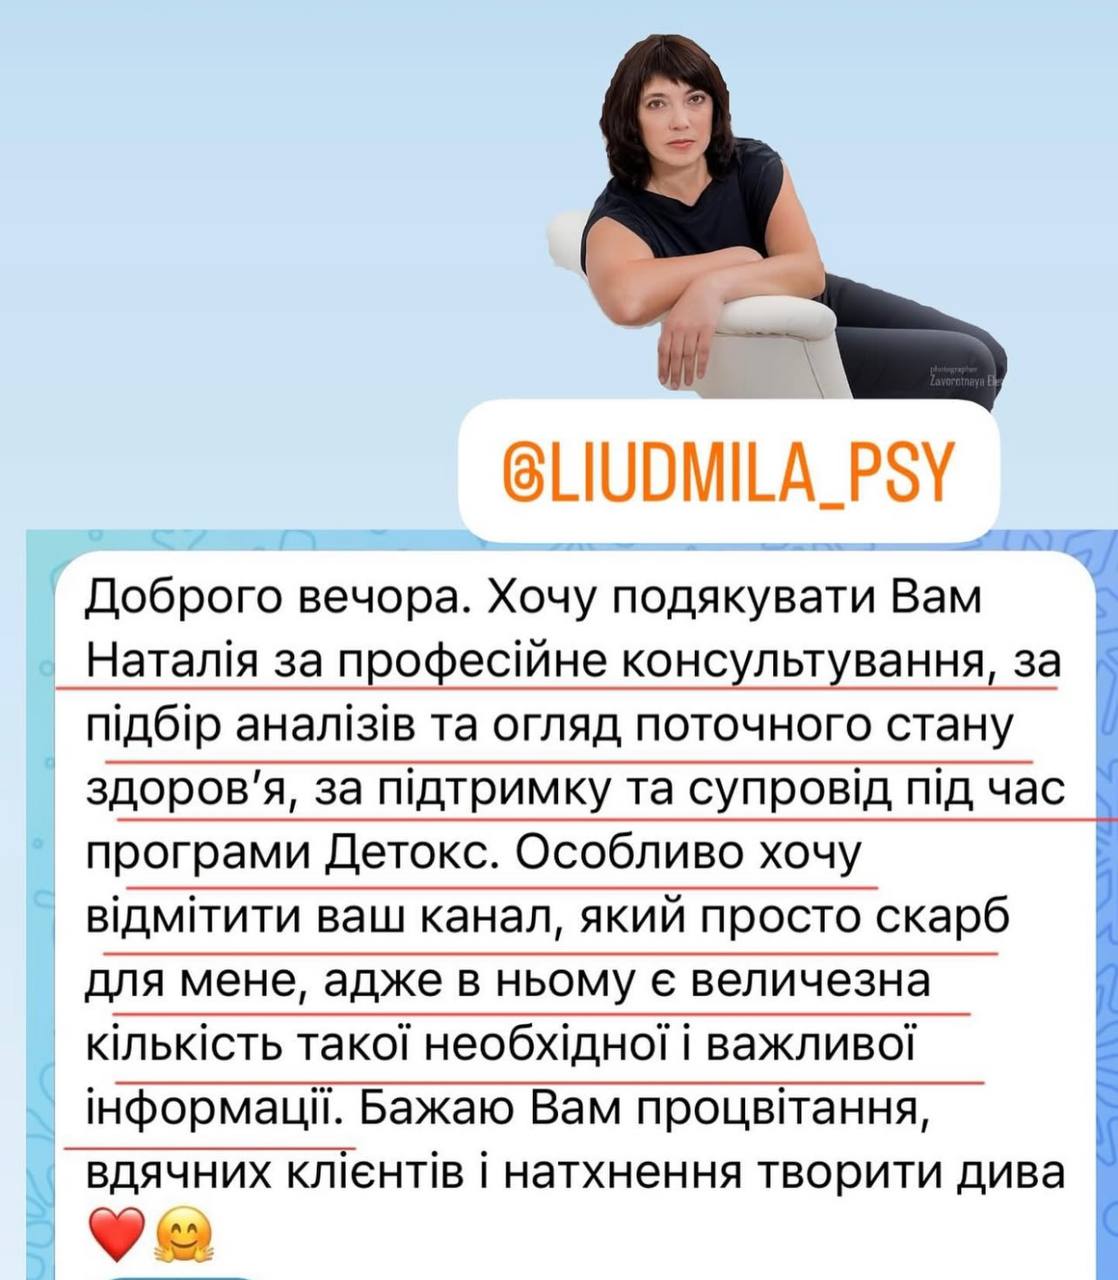 photographer
Zavorotnaya
@LIUDMILA_PSY
Доброго вечора. Хочу подякувати Вам
Наталія за професійне консультування, за
підбір аналізів та огляд поточного стану
здоров’я, за підтримку та супровід під час
програми Детокс. Особливо хочу
відмітити ваш канал, який просто скарб
для мене, адже в ньому є величезна
кількість такої необхідної і важливої
інформації. Бажаю Вам процвітання,
вдячних клієнтів і натхнення творити дива
❤️🤗